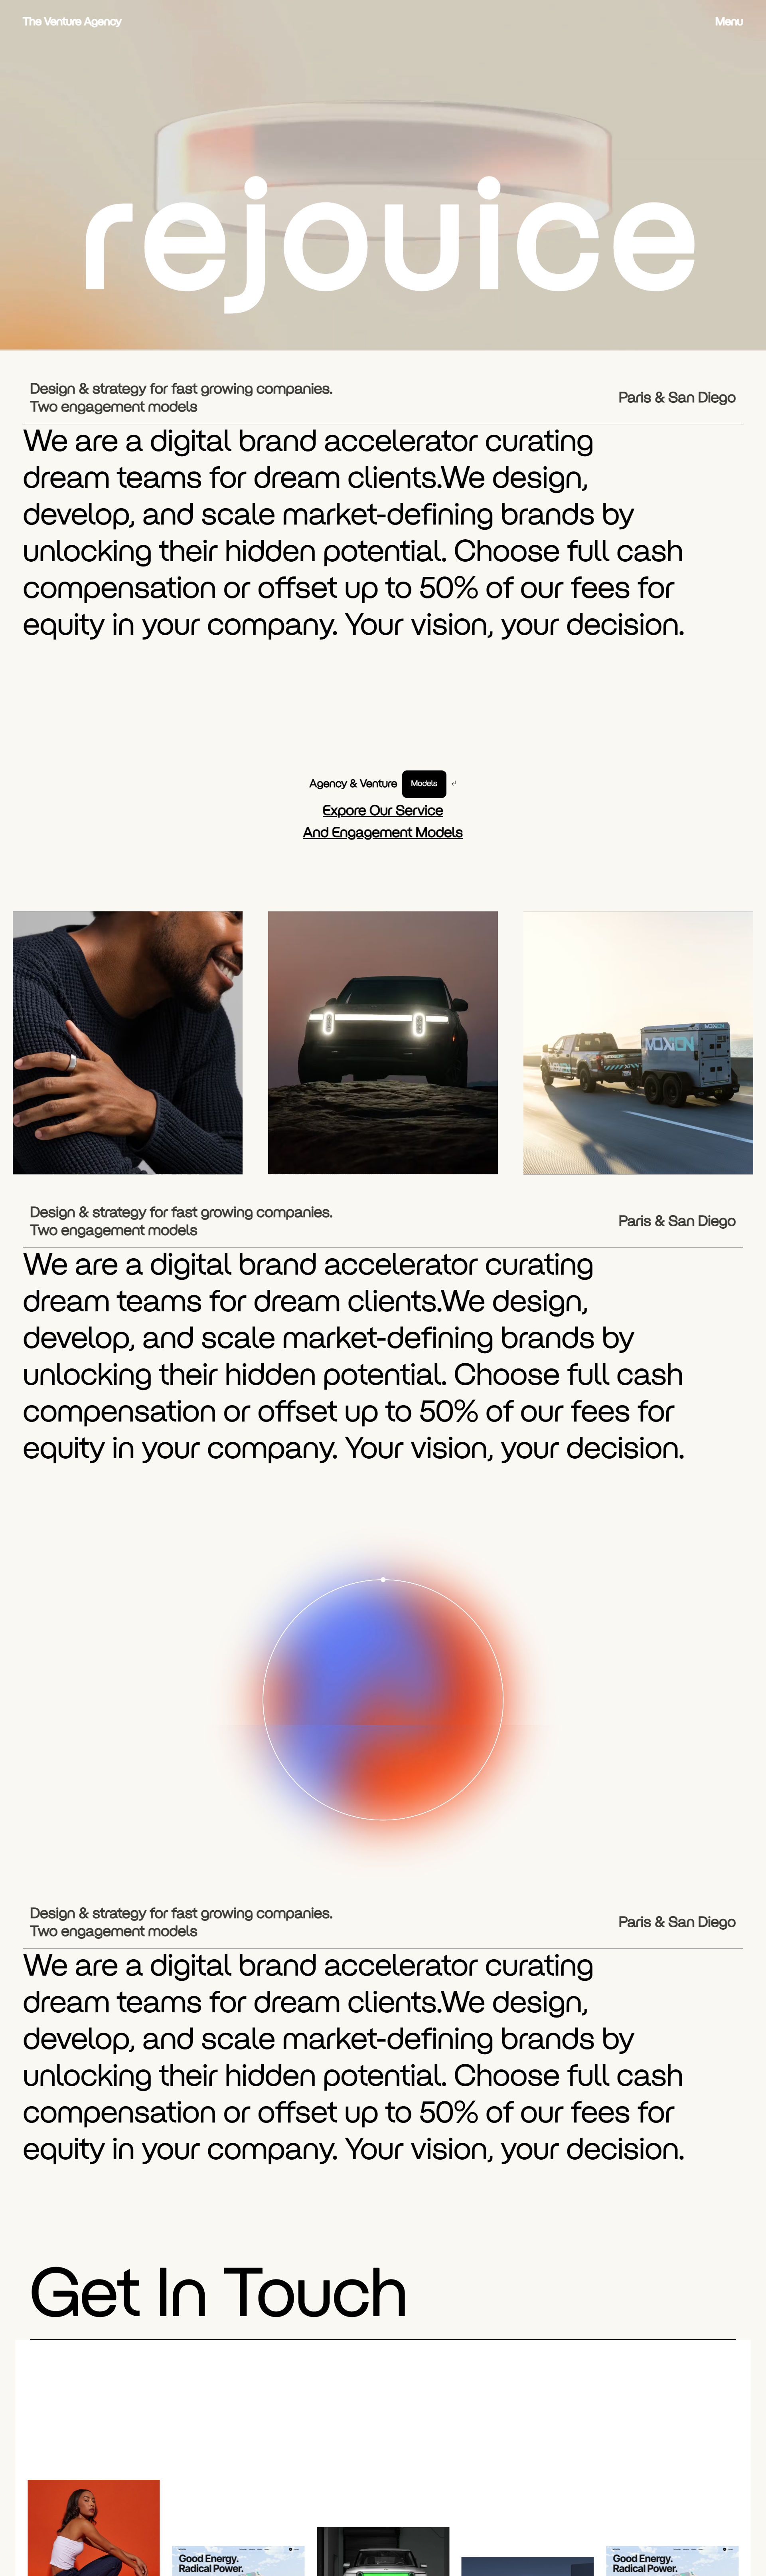 The Venture Agency
Menu
rejouice
Design & strategy for fast growing companies.
Two engagement models
Paris & San Diego
We are a digital brand accelerator curating
dream teams for dream clients.We design,
develop, and scale market-defining brands by
unlocking their hidden potential. Choose full cash
compensation or offset up to 50% of our fees for
equity in your company. Your vision, your decision.
Agency & Venture Models ↵
Expore Our Service
And Engagement Models
MOXION
MOXION
MOXION
Design & strategy for fast growing companies.
Two engagement models
Paris & San Diego
We are a digital brand accelerator curating
dream teams for dream clients.We design,
develop, and scale market-defining brands by
unlocking their hidden potential. Choose full cash
compensation or offset up to 50% of our fees for
equity in your company. Your vision, your decision.
Design & strategy for fast growing companies.
Two engagement models
Paris & San Diego
We are a digital brand accelerator curating
dream teams for dream clients.We design,
develop, and scale market-defining brands by
unlocking their hidden potential. Choose full cash
compensation or offset up to 50% of our fees for
equity in your company. Your vision, your decision.
Get In Touch
Good Energy.
Radical Power.
Good Energy.
Radical Power.